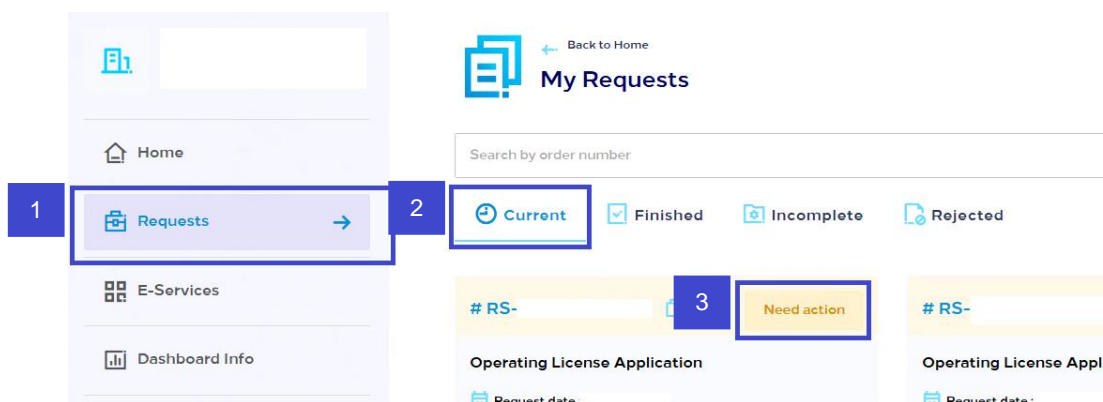 Back to Home
My Requests
Home
Search by order number
1
Requests
2
Current
Finished
Incomplete
Rejected
E-Services
# RS-
3
Need action
# RS-
Dashboard Info
Operating License Application
Operating License Appl
Request date :
Request date :